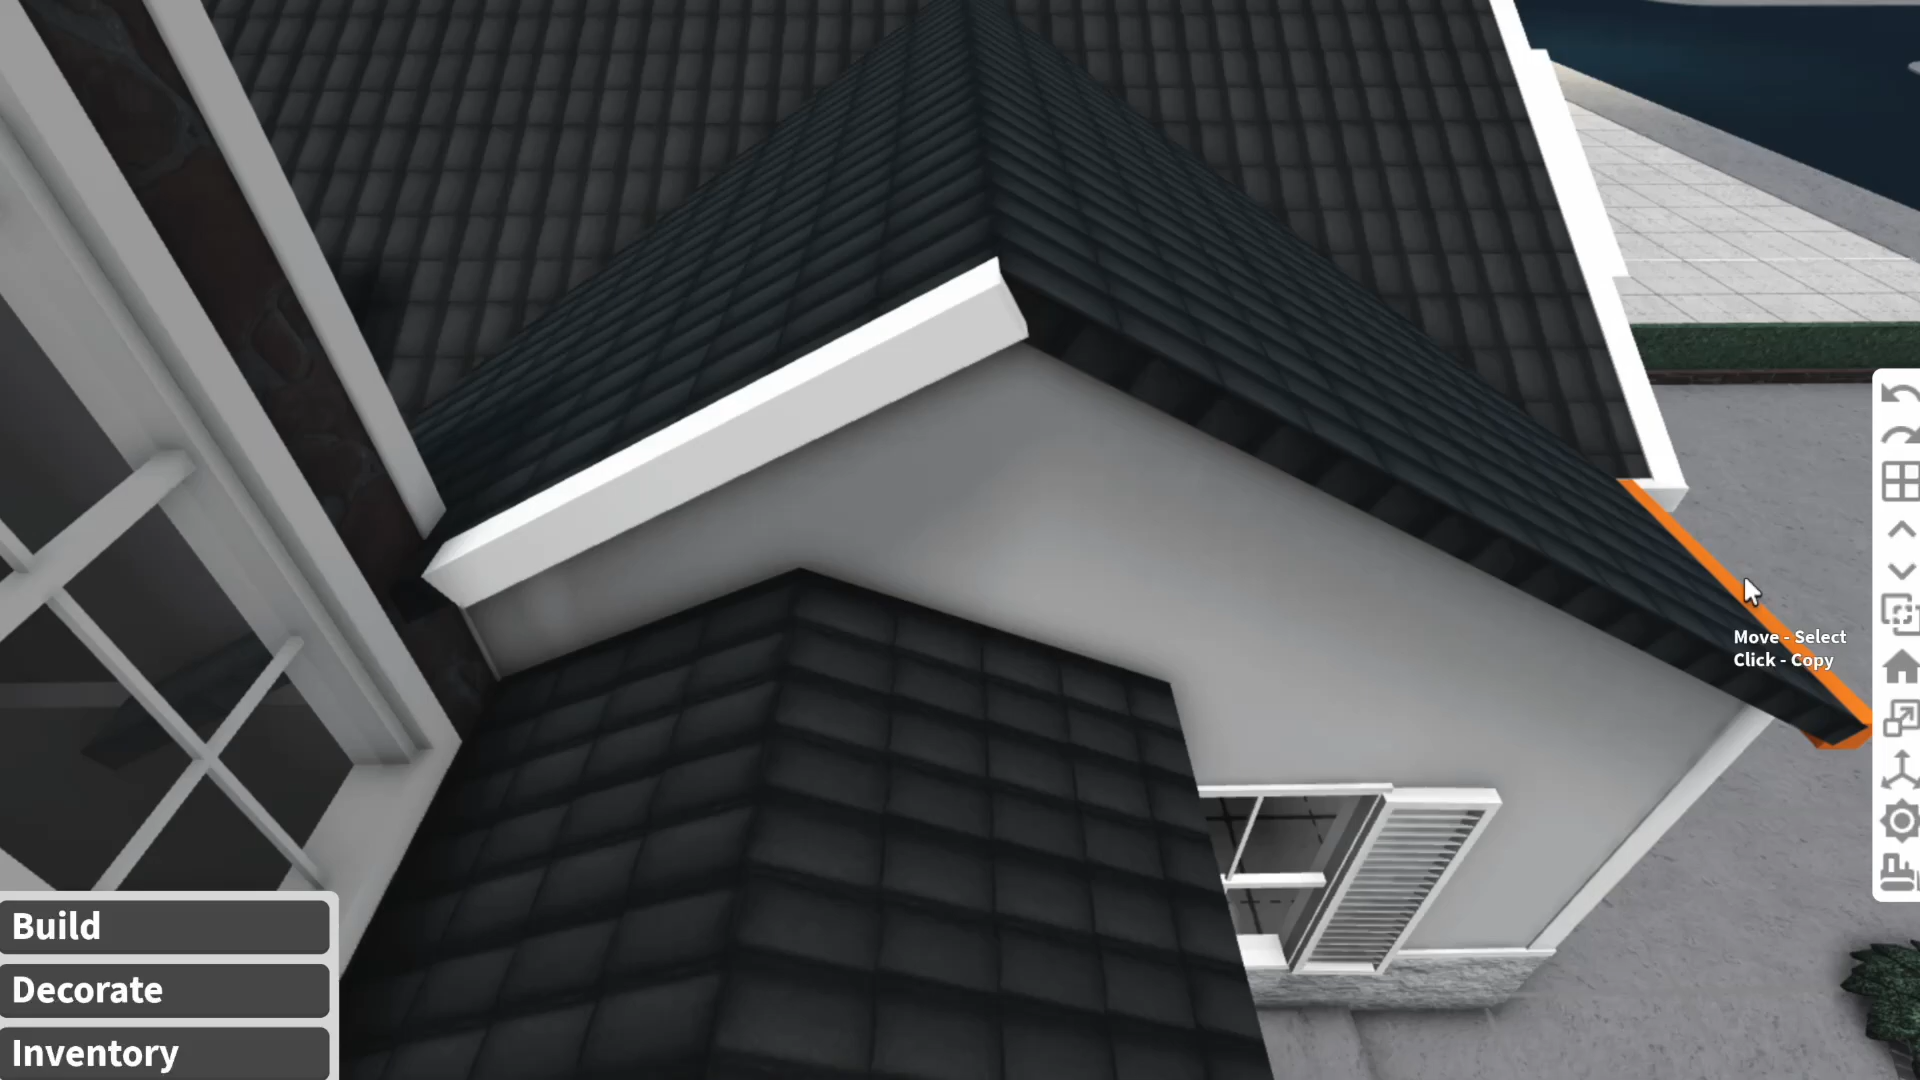 Move - Select
Click - Copy
Build
Decorate
Inventory